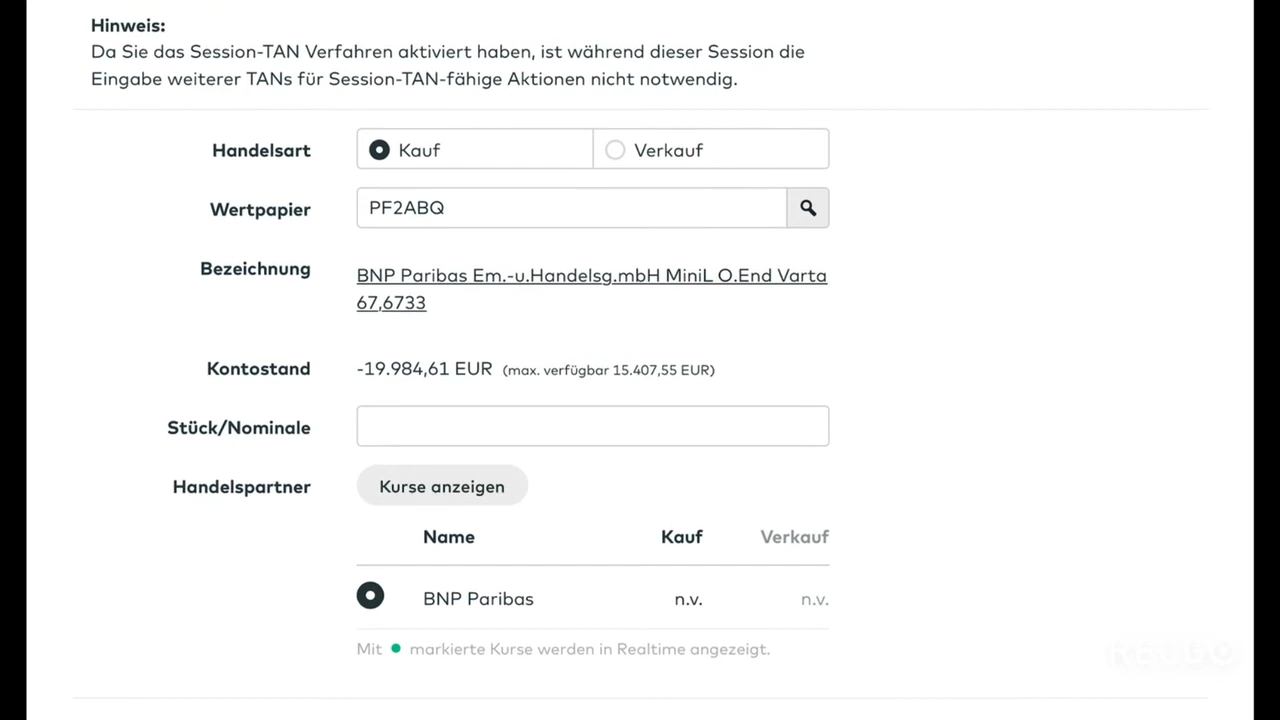 Hinweis:
Da Sie das Session-TAN Verfahren aktiviert haben, ist während dieser Session die
Eingabe weiterer TANs für Session-TAN-fähige Aktionen nicht notwendig.
Handelsart Kauf Verkauf
Wertpapier PF2ABQ
Bezeichnung BNP Paribas Em.-u.Handelsg.mbH MiniL O.End Varta
67,6733
Kontostand -19.984,61 EUR (max. verfügbar 15.407,55 EUR)
Stück/Nominale
Handelspartner Kurse anzeigen
Name Kauf Verkauf
BNP Paribas n.v. n.v.
Mit markierte Kurse werden in Realtime angezeigt.